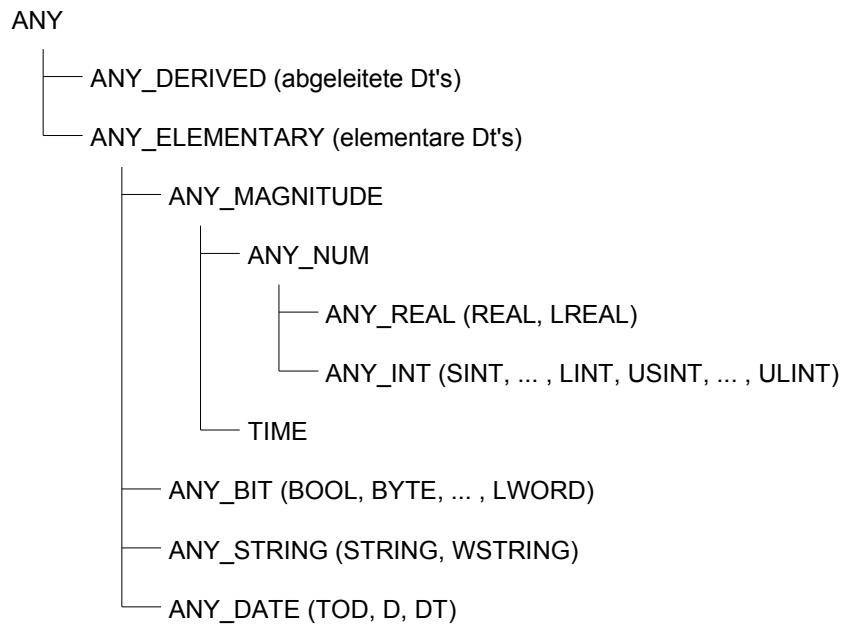 ANY
ANY_DERIVED (abgeleitete Dt's)
ANY_ELEMENTARY (elementare Dt's)
ANY_MAGNITUDE
ANY_NUM
ANY_REAL (REAL, LREAL)
ANY_INT (SINT, ... , LINT, USINT, ... , ULINT)
TIME
ANY_BIT (BOOL, BYTE, ... , LWORD)
ANY_STRING (STRING, WSTRING)
ANY_DATE (TOD, D, DT)